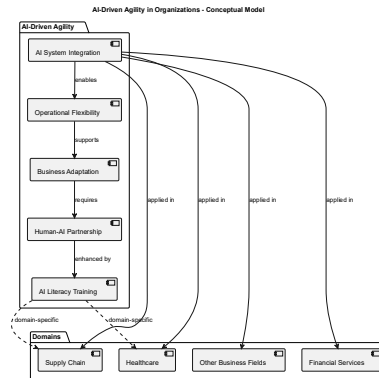 AI-Driven Agility in Organizations - Conceptual Model
AI-Driven Agility
AI System Integration
enables
Operational Flexibility
supports
Business Adaptation
requires
applied in
applied in
applied in
applied in
Human-AI Partnership
enhanced by
AI Literacy Training
domain-specific
domain-specific
Domains
Supply Chain
Healthcare
Other Business Fields
Financial Services